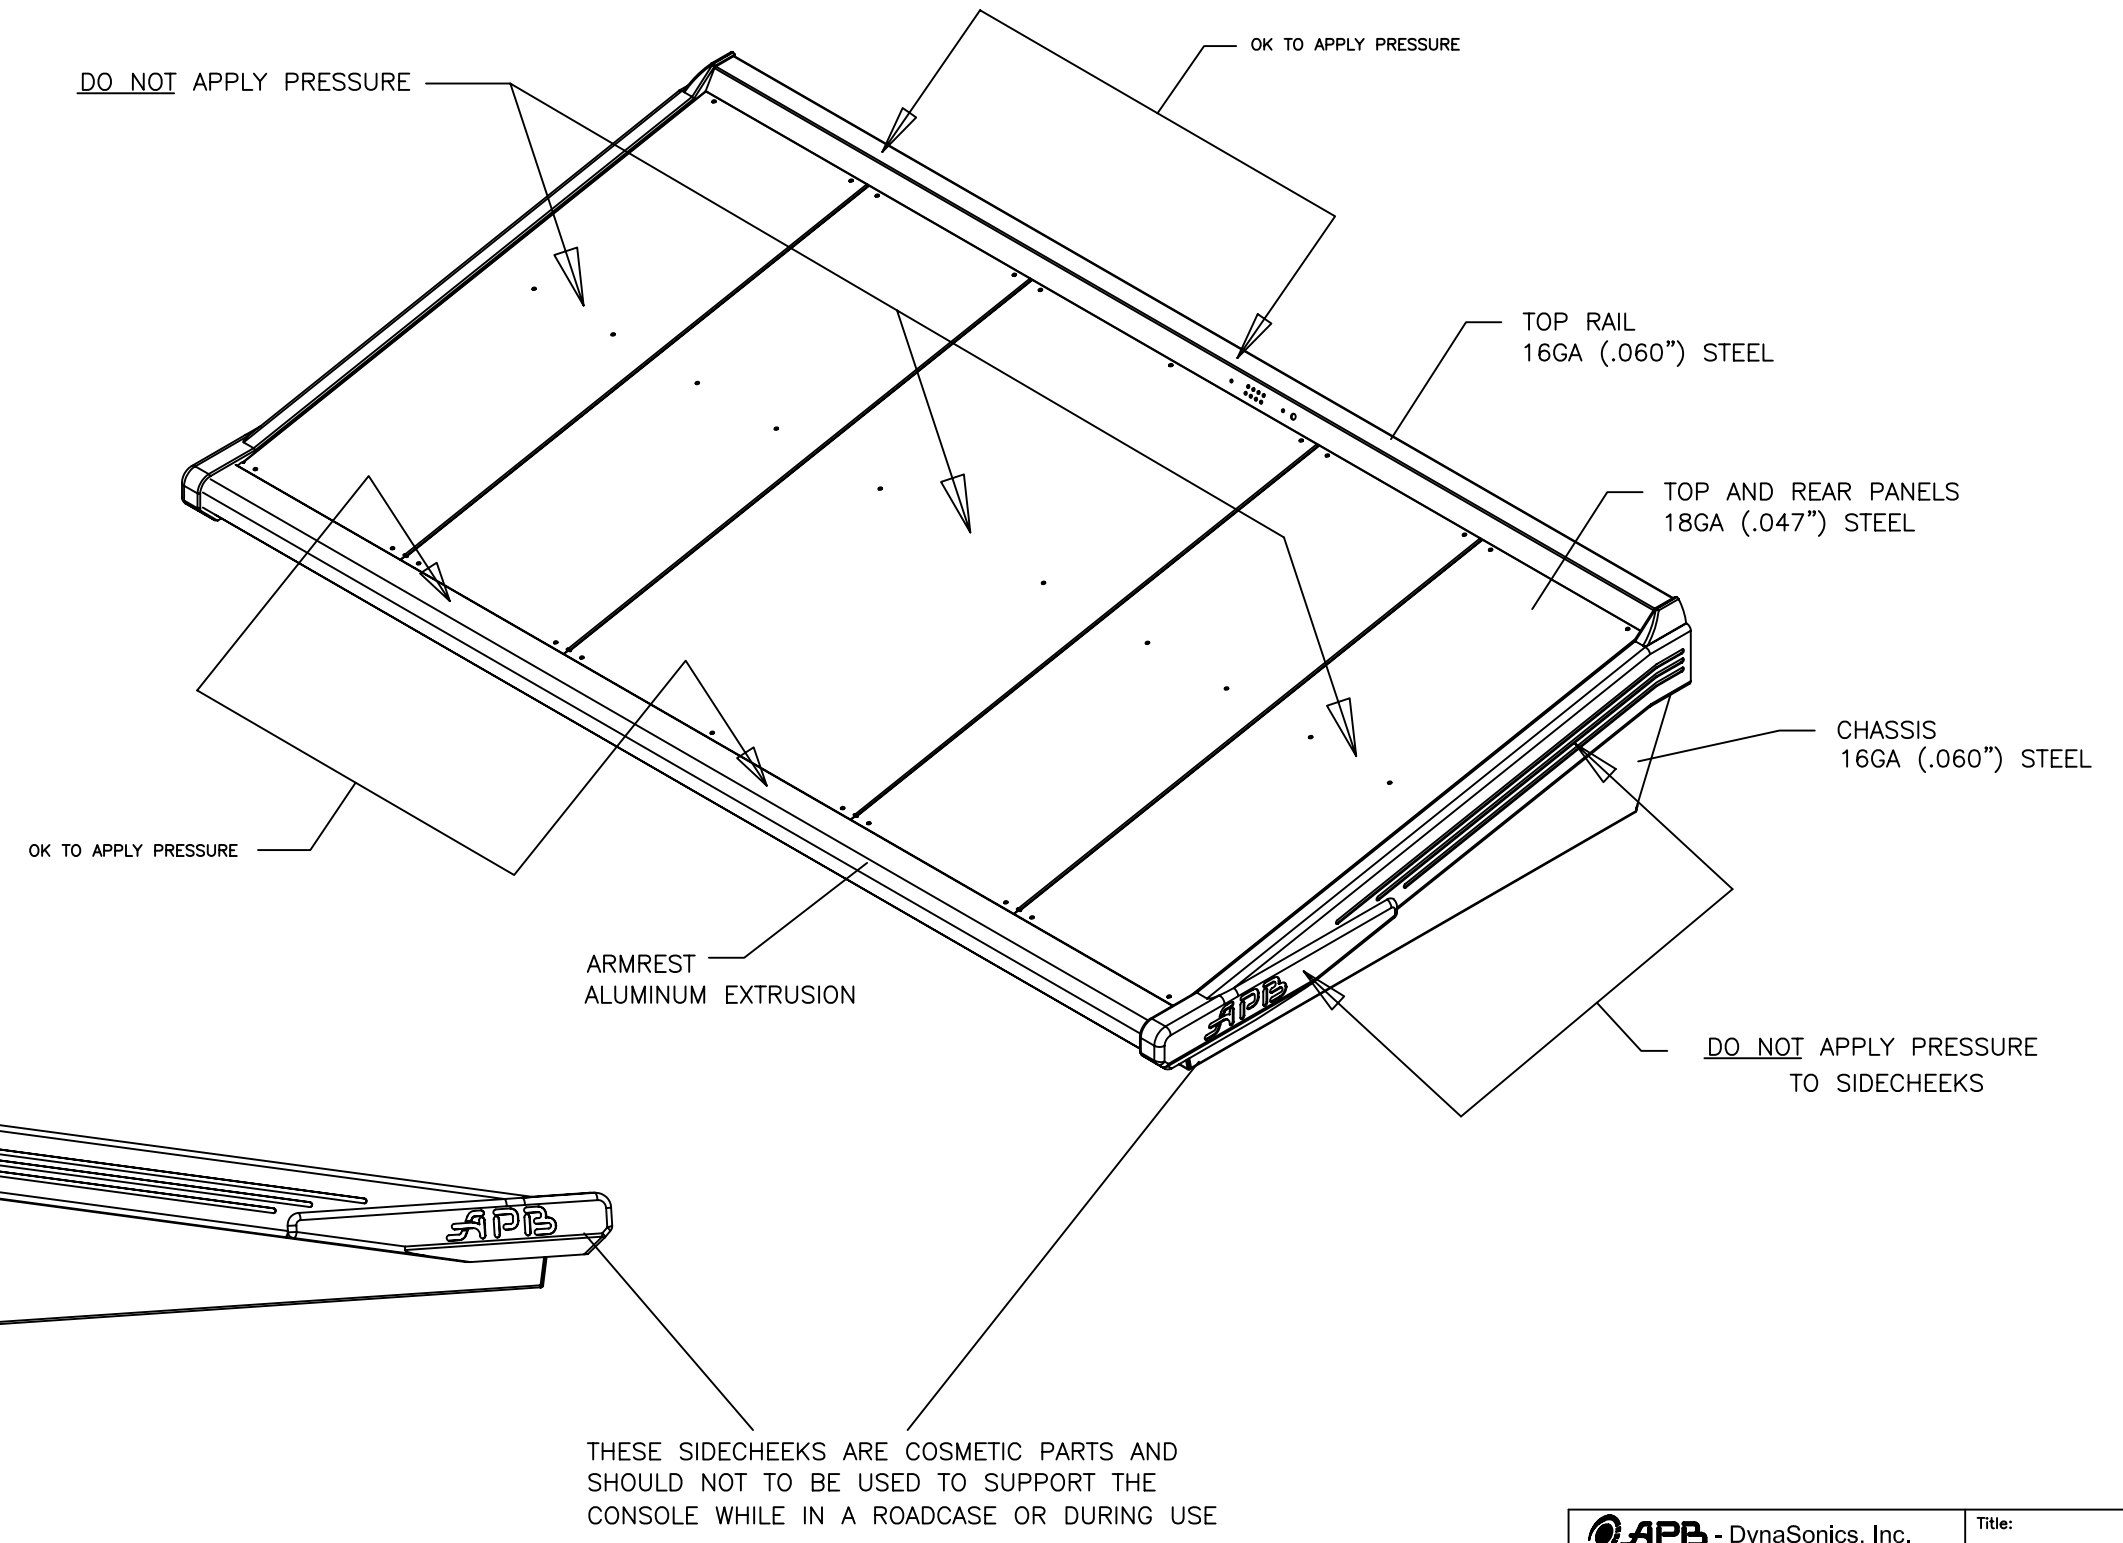 OK TO APPLY PRESSURE
DO NOT APPLY PRESSURE
TOP RAIL
16GA (.060”) STEEL
TOP AND REAR PANELS
18GA (.047”) STEEL
CHASSIS
16GA (.060”) STEEL
OK TO APPLY PRESSURE
ARMREST
ALUMINUM EXTRUSION
APB
DO NOT APPLY PRESSURE
TO SIDECHEEKS
APB
THESE SIDECHEEKS ARE COSMETIC PARTS AND
SHOULD NOT TO BE USED TO SUPPORT THE
CONSOLE WHILE IN A ROADCASE OR DURING USE
APB - DynaSonics, Inc.
Title: